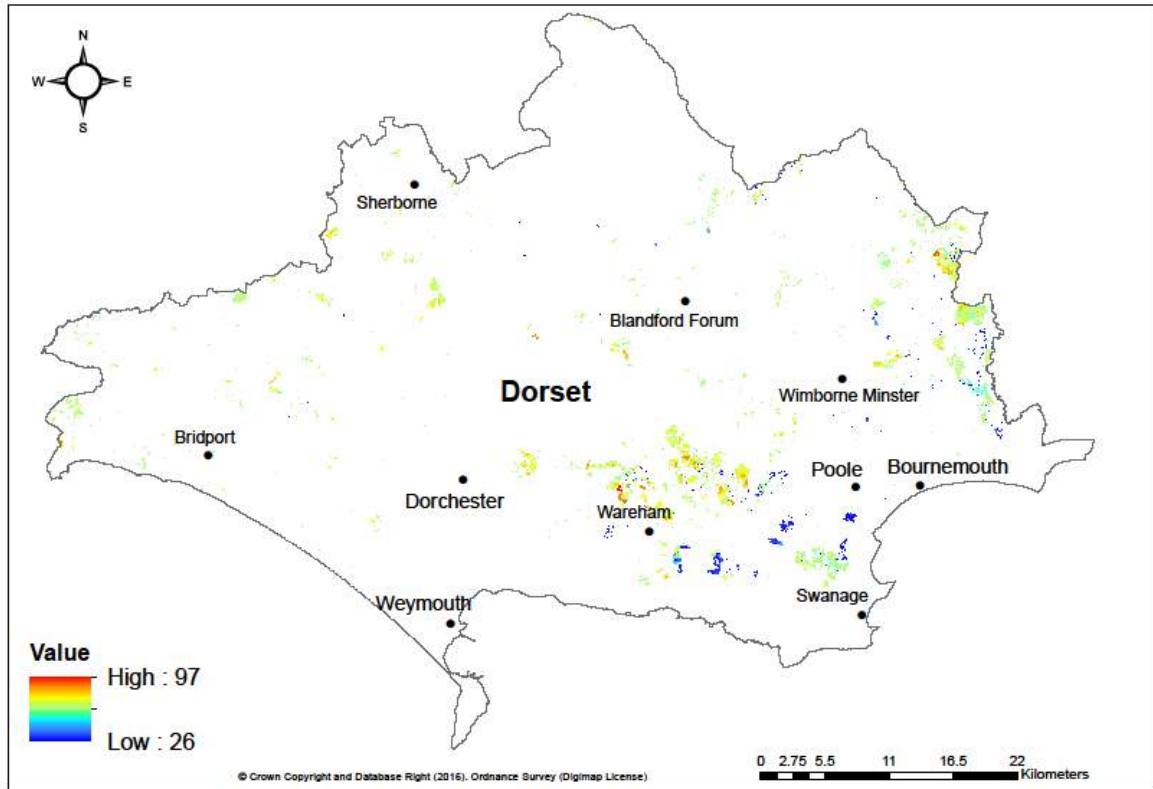 N
W E
S
Sherborne
Blandford Forum
Dorset
Wimborne Minster
Bridport
Poole
Bournemouth
Dorchester
Wareham
Swanage
Weymouth
Value
High : 97
Low : 26
© Crown Copyright and Database Right (2016). Ordnance Survey (Digimap License)
0 2.75 5.5 11 16.5 22
Kilometers